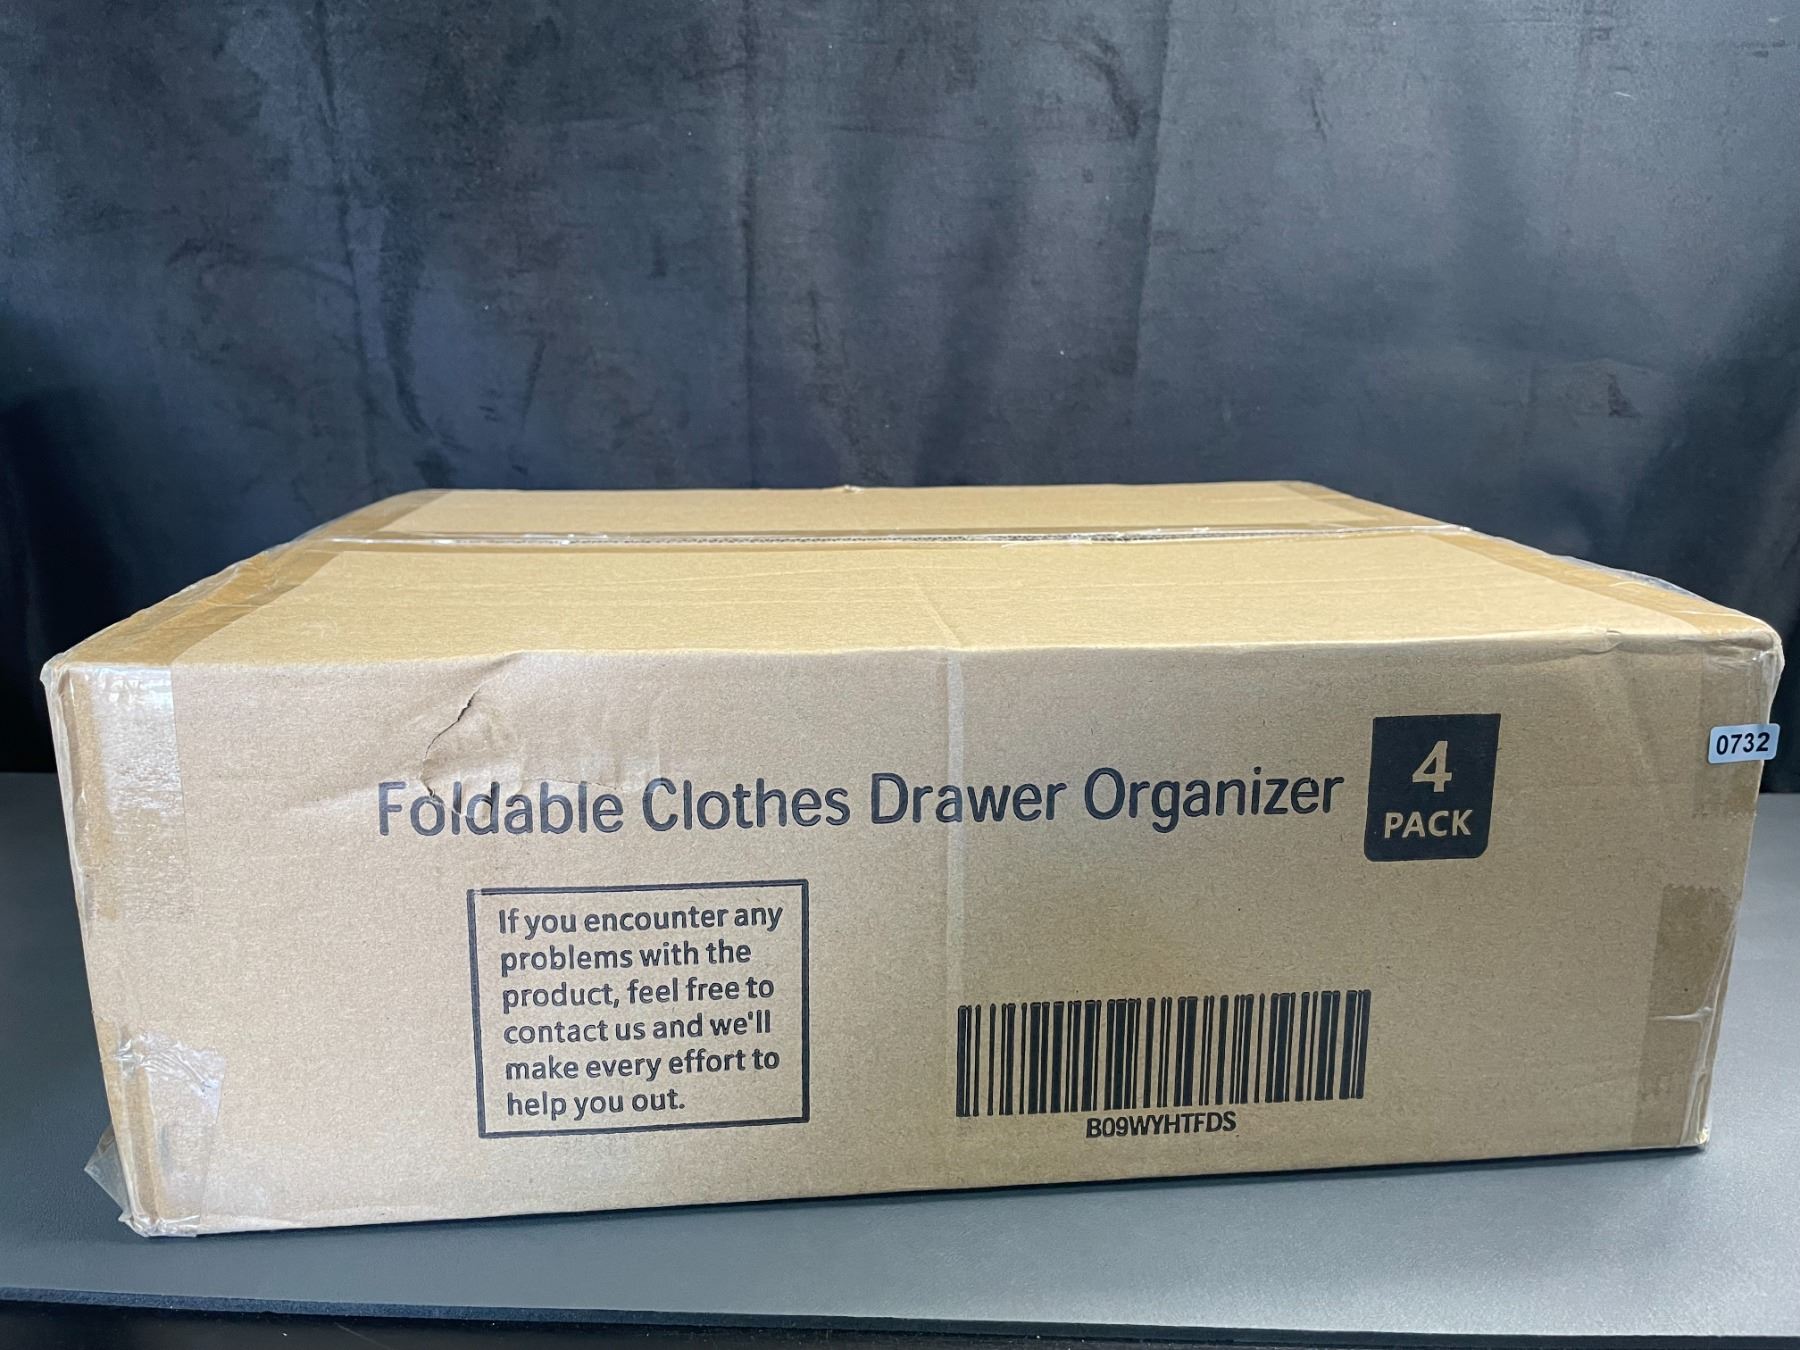 Foldable Clothes Drawer Organizer
4
PACK
0732
If you encounter any
problems with the
product, feel free to
contact us and we'll
make every effort to
help you out.
B09WYHTFDS